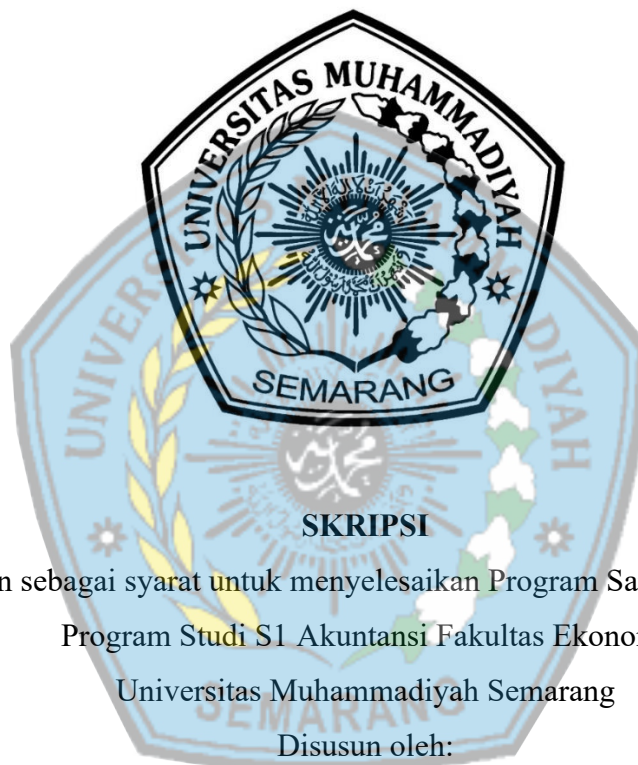 UNIVERSITAS MUHAMMADIYAH
SEMARANG
SKRIPSI
n sebagai syarat untuk menyelesaikan Program Sa
Program Studi S1 Akuntansi Fakultas Ekono
Universitas Muhammadiyah Semarang
Disusun oleh: